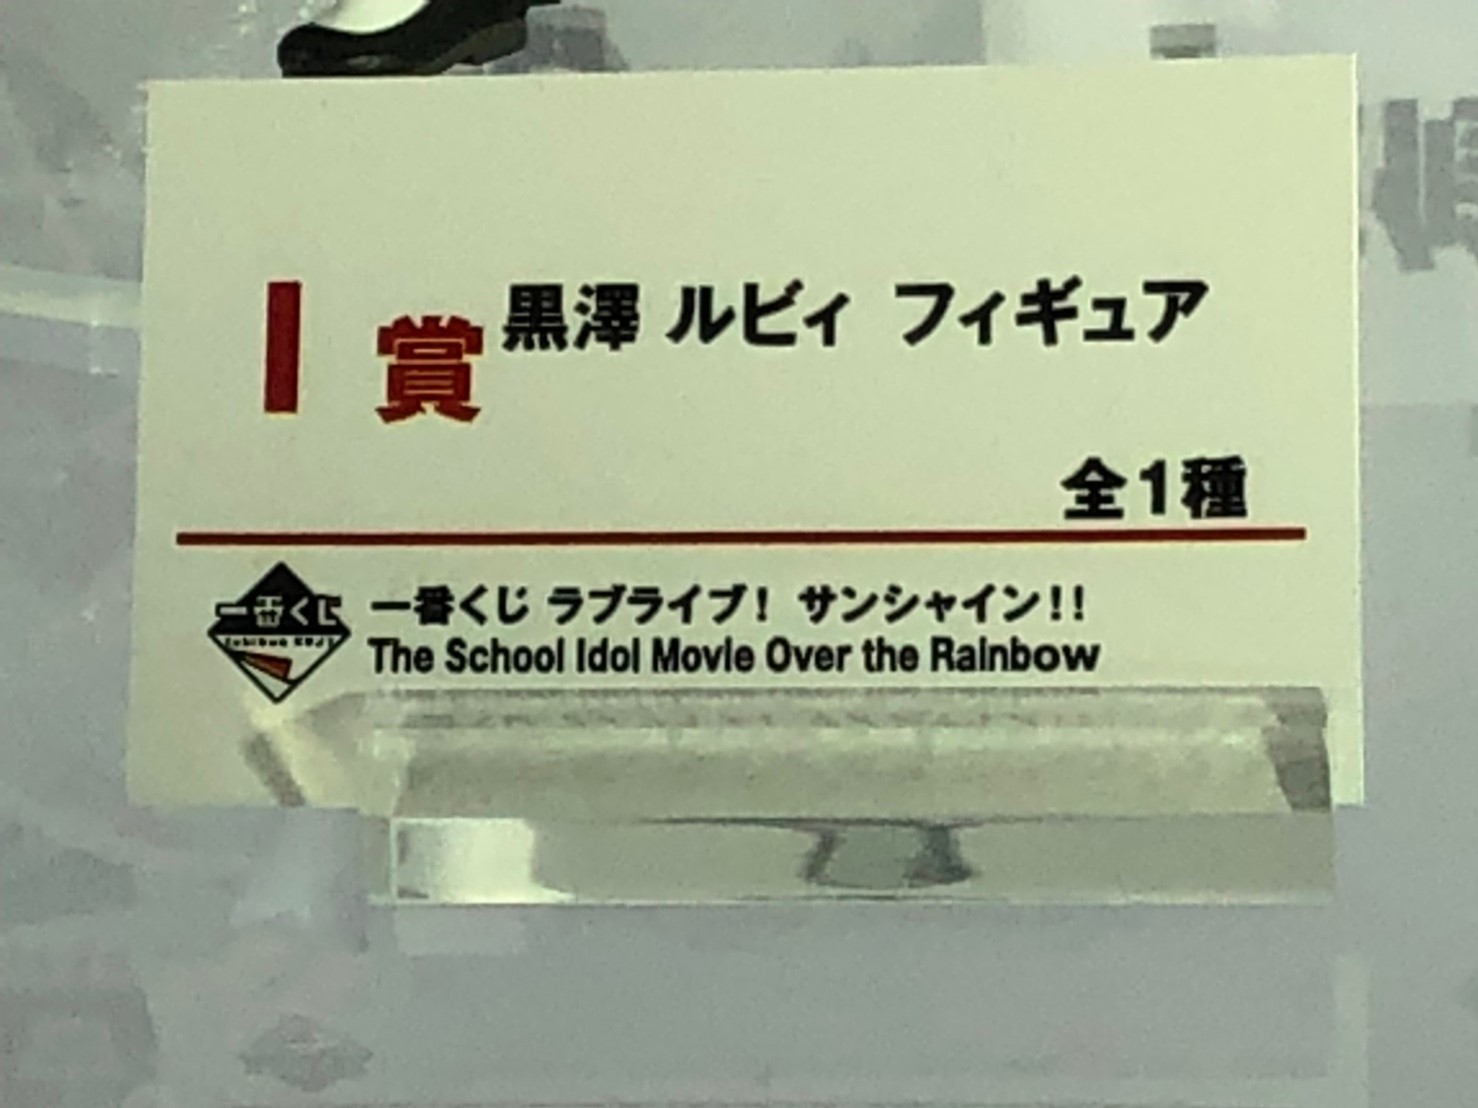 I賞 黒澤 ルビィ フィギュア
全1種
一番くじ
一番くじ ラブライブ! サンシャイン!!
The School Idol Movie Over the Rainbow